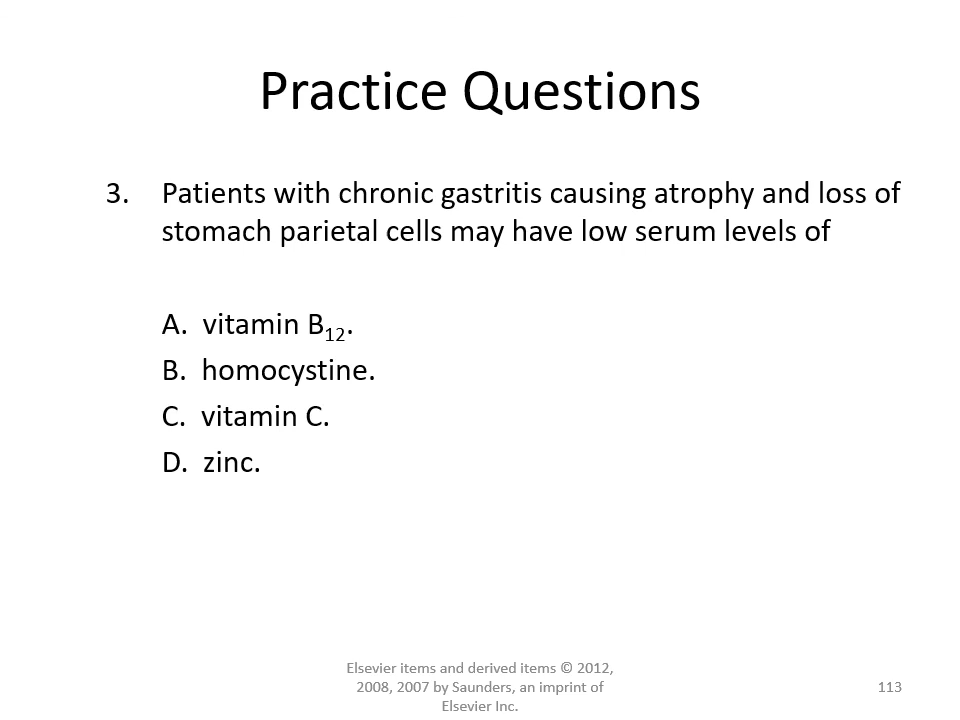 Practice Questions
3. Patients with chronic gastritis causing atrophy and loss of
stomach parietal cells may have low serum levels of
A. vitamin B12.
B. homocystine.
C. vitamin C.
D. zinc.
Elsevier items and derived items © 2012,
2008, 2007 by Saunders, an imprint of
Elsevier Inc.
113